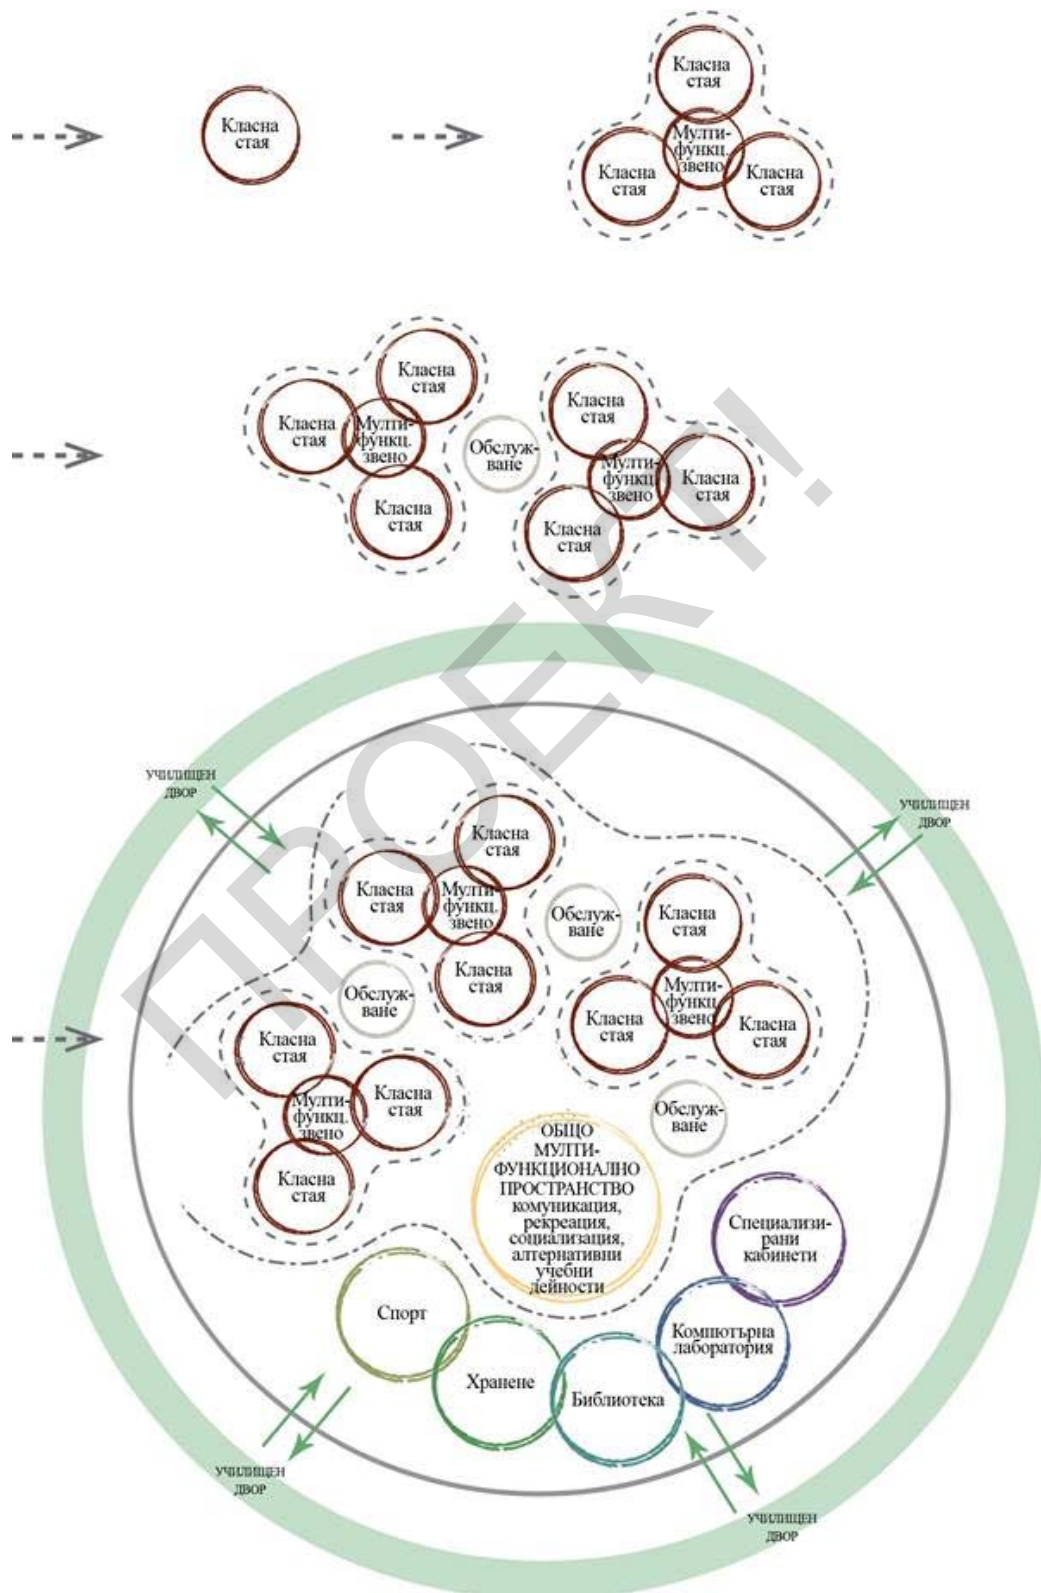 Класна
стая
Класна
стая
Мулти-
функц.
звено
Класна
стая
Класна
стая
Класна
стая
Класна
стая
Мулти-
функц.
звено
Класна
стая
Обслуж-
ване
Класна
стая
Мулти-
функц.
звено
Класна
стая
Класна
стая
ПРОЕКТ!
УЧИЛИЩЕН
ДВОР
УЧИЛИЩЕН
ДВОР
Класна
стая
Класна
стая
Мулти-
функц.
звено
Класна
стая
Обслуж-
ване
Обслуж-
ване
Класна
стая
Мулти-
функц.
звено
Класна
стая
Класна
стая
Класна
стая
Мулти-
функц.
звено
Класна
стая
Класна
стая
Обслуж-
ване
ОБЩО
МУЛТИ-
ФУНКЦИОНАЛНО
ПРОСТРАНСТВО
комуникация,
рекреация,
социализация,
алтернативни
учебни
дейности
Специализи-
рани
кабинети
Компютърна
лаборатория
Библиотека
Хранене
Спорт
УЧИЛИЩЕН
ДВОР
УЧИЛИЩЕН
ДВОР